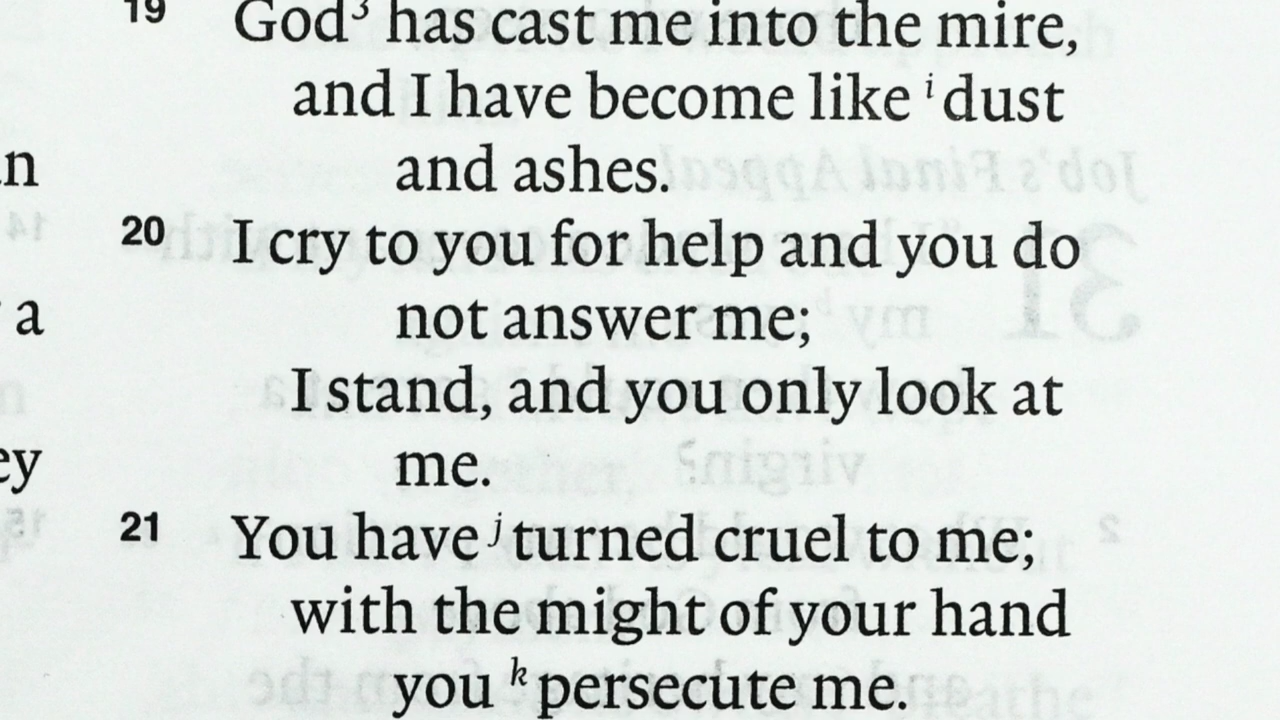 19 God³ has cast me into the mire,
and I have become like ⁱ dust
and ashes.
20 I cry to you for help and you do
not answer me;
I stand, and you only look at
me.
21 You have ʲ turned cruel to me;
with the might of your hand
you ᵏ persecute me.
n
a
ey